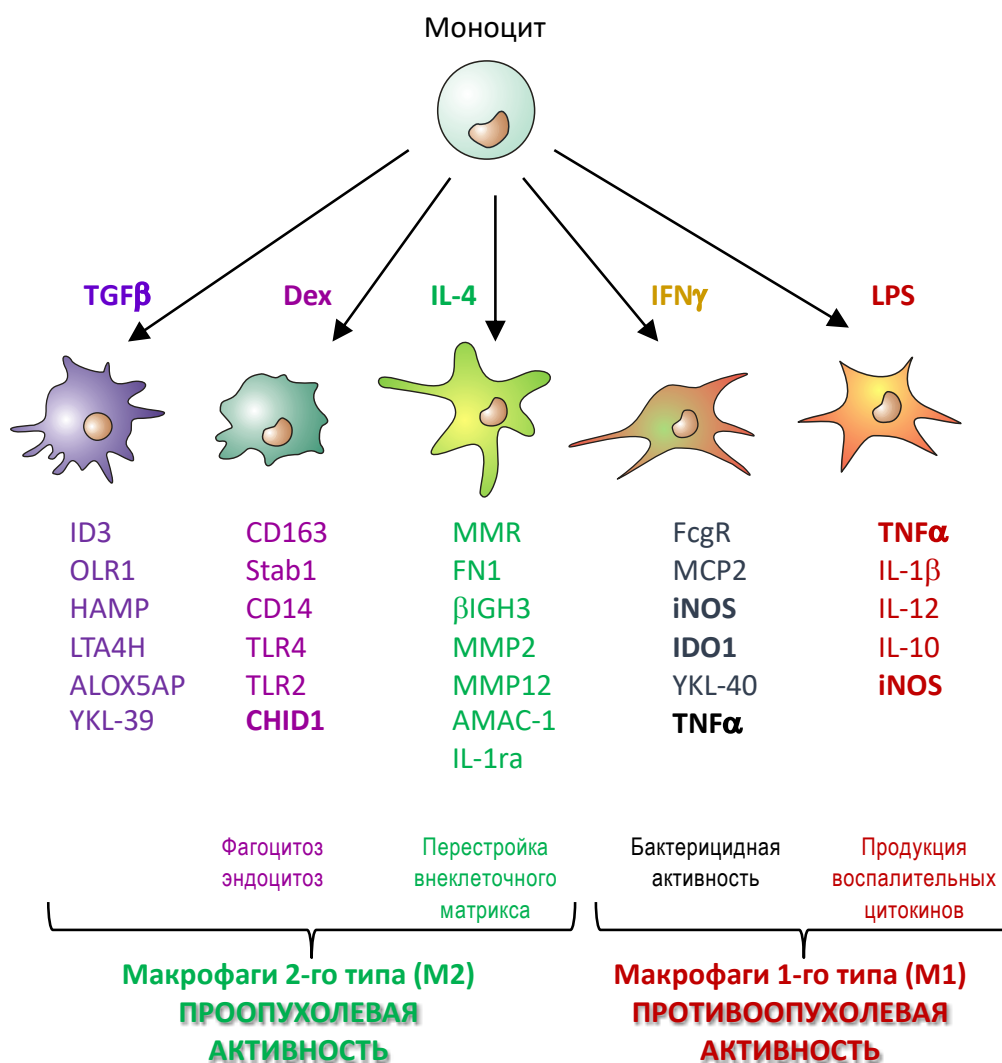 Моноцит
TGFβ
Dex
IL-4
IFNγ
LPS
ID3
OLR1
HAMP
LTA4H
ALOX5AP
YKL-39
CD163
Stab1
CD14
TLR4
TLR2
CHID1
MMR
FN1
βIGH3
MMP2
MMP12
AMAC-1
IL-1ra
FcgR
MCP2
iNOS
IDO1
YKL-40
TNFα
TNFα
IL-1β
IL-12
IL-10
iNOS
Фагоцитоз
эндоцитоз
Перестройка
внеклеточного
матрикса
Бактерицидная
активность
Продукция
воспалительных
цитокинов
Макрофаги 2-го типа (М2)
ПРООПУХОЛЕВАЯ
АКТИВНОСТЬ
Макрофаги 1-го типа (М1)
ПРОТИВООПУХОЛЕВАЯ
АКТИВНОСТЬ